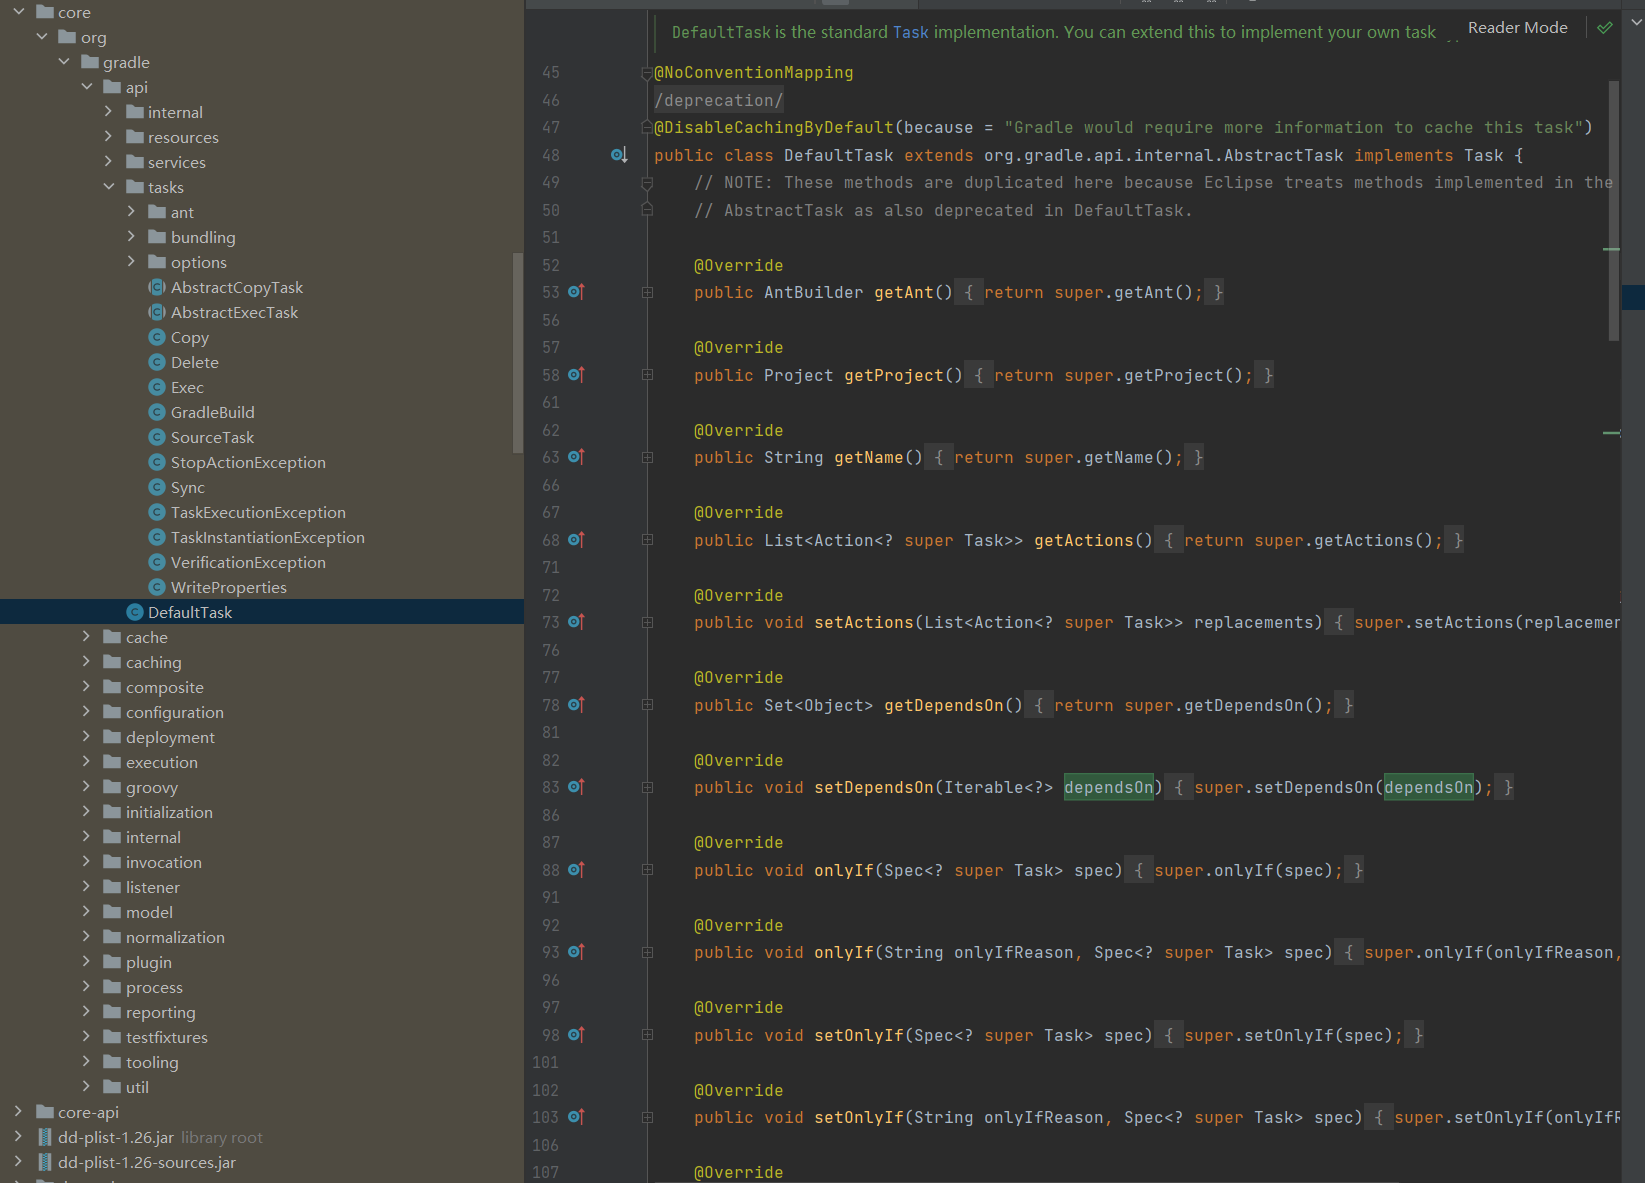 core
org
gradle
api
internal
resources
services
tasks
ant
bundling
options
AbstractCopyTask
AbstractExecTask
Copy
Delete
Exec
GradleBuild
SourceTask
StopActionException
Sync
TaskExecutionException
TaskInstantiationException
VerificationException
WriteProperties
DefaultTask
cache
caching
composite
configuration
deployment
execution
groovy
initialization
internal
invocation
listener
model
normalization
plugin
process
reporting
testfixtures
tooling
util
core-api
dd-plist-1.26.jar library root
dd-plist-1.26-sources.jar
DefaultTask is the standard Task implementation. You can extend this to implement your own task
Reader Mode
45 @NoConventionMapping
46 /deprecation/
47 @DisableCachingByDefault(because = "Gradle would require more information to cache this task")
48 public class DefaultTask extends org.gradle.api.internal.AbstractTask implements Task {
49 // NOTE: These methods are duplicated here because Eclipse treats methods implemented in the
50 // AbstractTask as also deprecated in DefaultTask.
51
52 @Override
53 public AntBuilder getAnt() { return super.getAnt(); }
56
57 @Override
58 public Project getProject() { return super.getProject(); }
61
62 @Override
63 public String getName() { return super.getName(); }
66
67 @Override
68 public List<Action<? super Task>> getActions() { return super.getActions(); }
71
72 @Override
73 public void setActions(List<Action<? super Task>> replacements) { super.setActions(replacemen
76
77 @Override
78 public Set<Object> getDependsOn() { return super.getDependsOn(); }
81
82 @Override
83 public void setDependsOn(Iterable<?> dependsOn) { super.setDependsOn(dependsOn); }
86
87 @Override
88 public void onlyIf(Spec<? super Task> spec) { super.onlyIf(spec); }
91
92 @Override
93 public void onlyIf(String onlyIfReason, Spec<? super Task> spec) { super.onlyIf(onlyIfReason,
96
97 @Override
98 public void setOnlyIf(Spec<? super Task> spec) { super.setOnlyIf(spec); }
101
102 @Override
103 public void setOnlyIf(String onlyIfReason, Spec<? super Task> spec) { super.setOnlyIf(onlyIfR
106
107 @Override